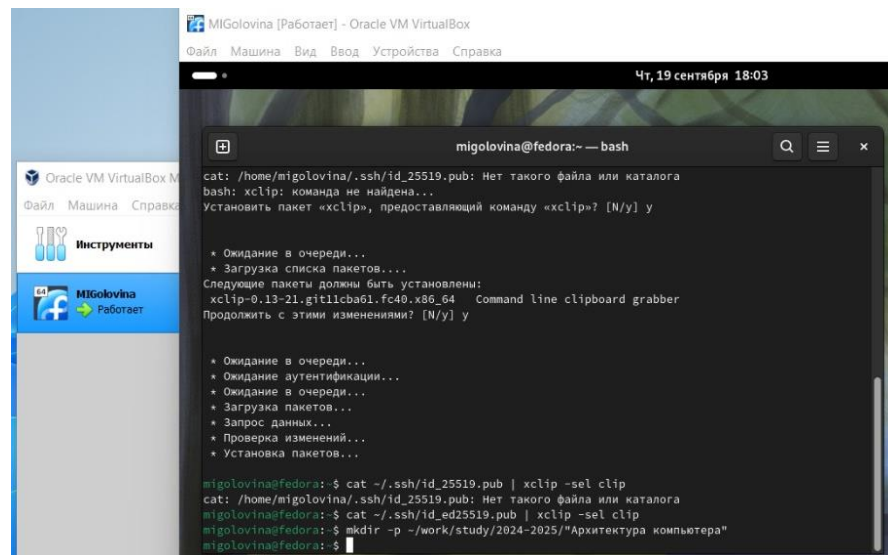 MIGolovina [Работает] - Oracle VM VirtualBox
Файл Машина Вид Ввод Устройства Справка
Чт, 19 сентября 18:03
migolovina@fedora:~ — bash
Oracle VM VirtualBox М
Файл Машина Справка
Инструменты
64
MIGolovina
Работает
cat: /home/migolovina/.ssh/id_25519.pub: Нет такого файла или каталога
bash: xclip: команда не найдена...
Установить пакет «xclip», предоставляющий команду «xclip»? [N/y] y
* Ожидание в очереди...
* Загрузка списка пакетов....
Следующие пакеты должны быть установлены:
xclip-0.13-21.git11cba61.fc40.x86_64 Command line clipboard grabber
Продолжить с этими изменениями? [N/y] y
* Ожидание в очереди...
* Ожидание аутентификации...
* Ожидание в очереди...
* Загрузка пакетов...
* Запрос данных...
* Проверка изменений...
* Установка пакетов...
migolovina@fedora:~$ cat ~/.ssh/id_25519.pub | xclip -sel clip
cat: /home/migolovina/.ssh/id_25519.pub: Нет такого файла или каталога
migolovina@fedora:~$ cat ~/.ssh/id_ed25519.pub | xclip -sel clip
migolovina@fedora:~$ mkdir -p ~/work/study/2024-2025/"Архитектура компьютера"
migolovina@fedora:~$